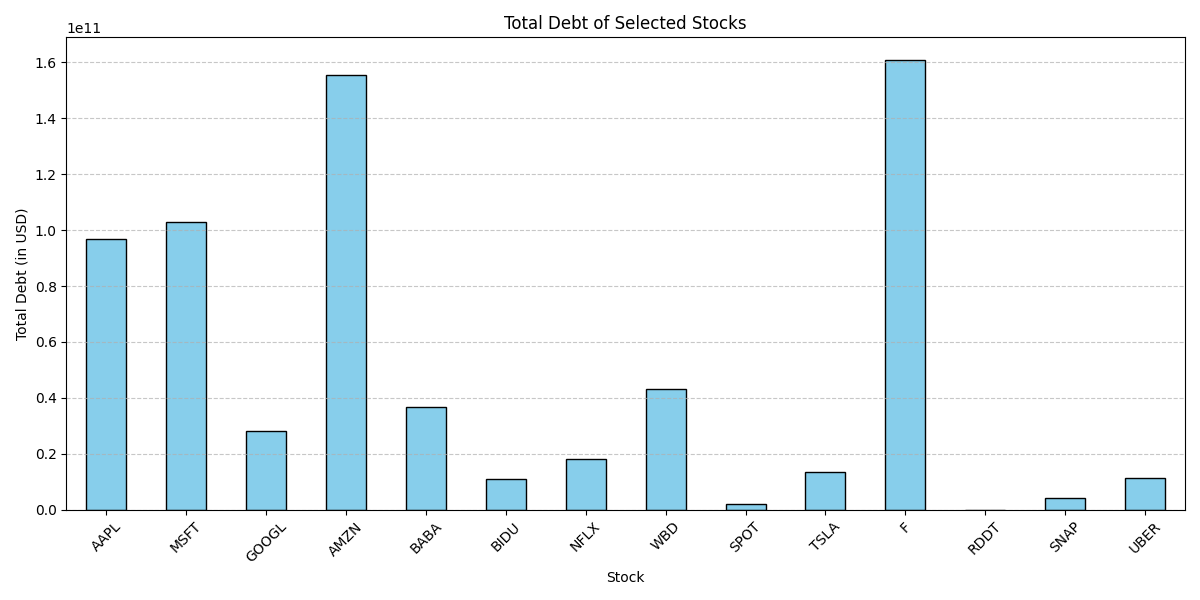 Total Debt of Selected Stocks
1e11
Total Debt (in USD)
1.6
1.4
1.2
1.0
0.8
0.6
0.4
0.2
0.0
AAPL
MSFT
GOOGL
AMZN
BABA
BIDU
NFLX
WBD
SPOT
TSLA
F
RDDT
SNAP
UBER
Stock